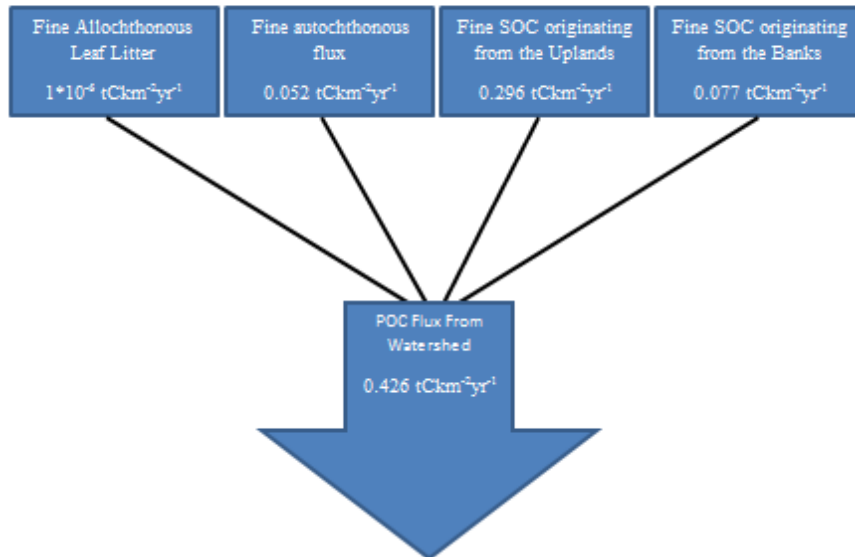 Fine Allochthonous
Leaf Litter
1*10⁻⁶ tCkm⁻²yr⁻¹
Fine autochthonous
flux
0.052 tCkm⁻²yr⁻¹
Fine SOC originating
from the Uplands
0.296 tCkm⁻²yr⁻¹
Fine SOC originating
from the Banks
0.077 tCkm⁻²yr⁻¹
POC Flux From
Watershed
0.426 tCkm⁻²yr⁻¹